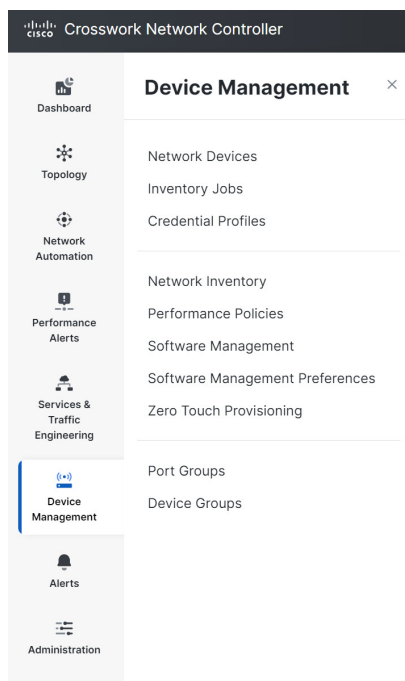 cisco Crosswork Network Controller
Dashboard
Topology
Network
Automation
Performance
Alerts
Services &
Traffic
Engineering
Device
Management
Alerts
Administration
Device Management
Network Devices
Inventory Jobs
Credential Profiles
Network Inventory
Performance Policies
Software Management
Software Management Preferences
Zero Touch Provisioning
Port Groups
Device Groups